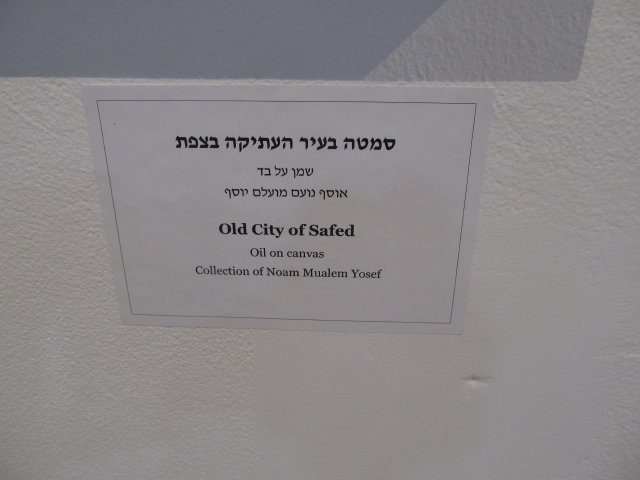 סמטה בעיר העתיקה בצפת
שמן על בד
אוסף נועם מועלם יוסף
Old City of Safed
Oil on canvas
Collection of Noam Mualem Yosef